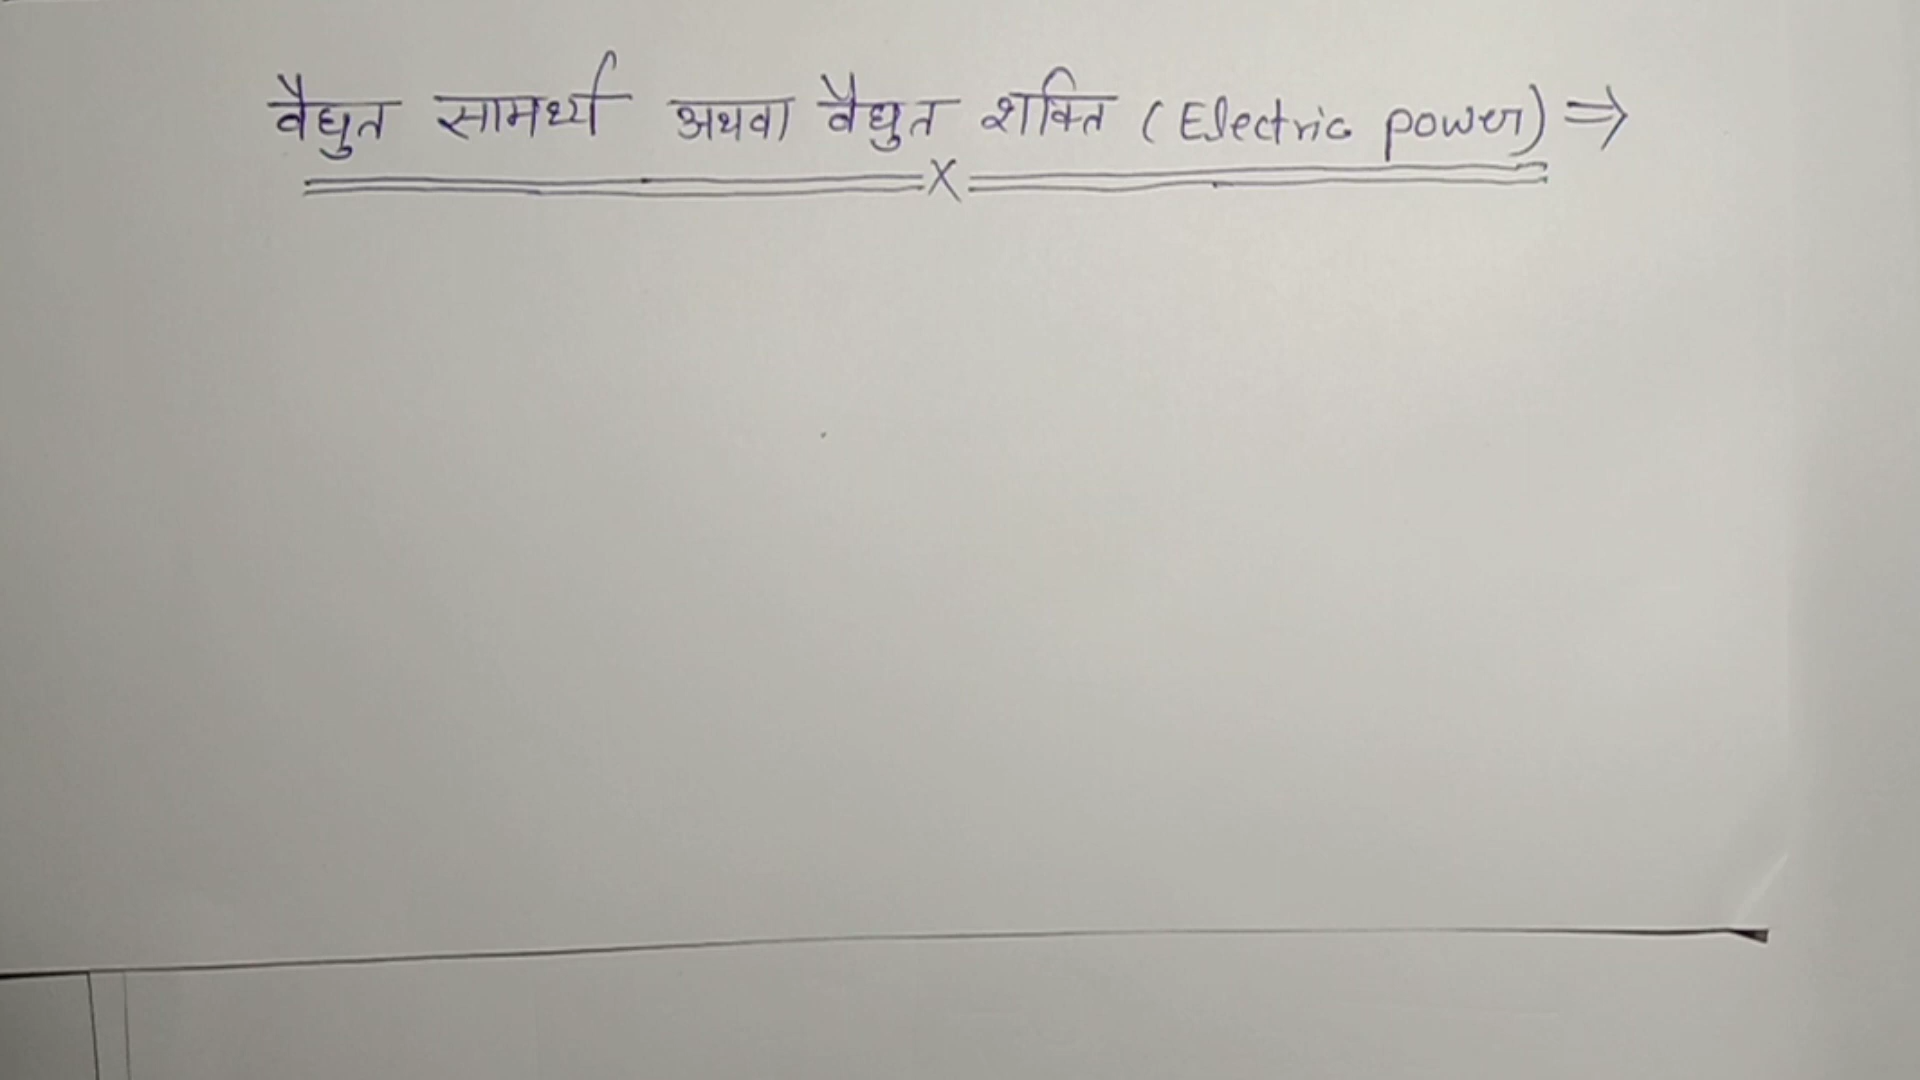 वैद्युत सामर्थ्य अथवा वैद्युत शक्ति (Electric power) ⇒
X